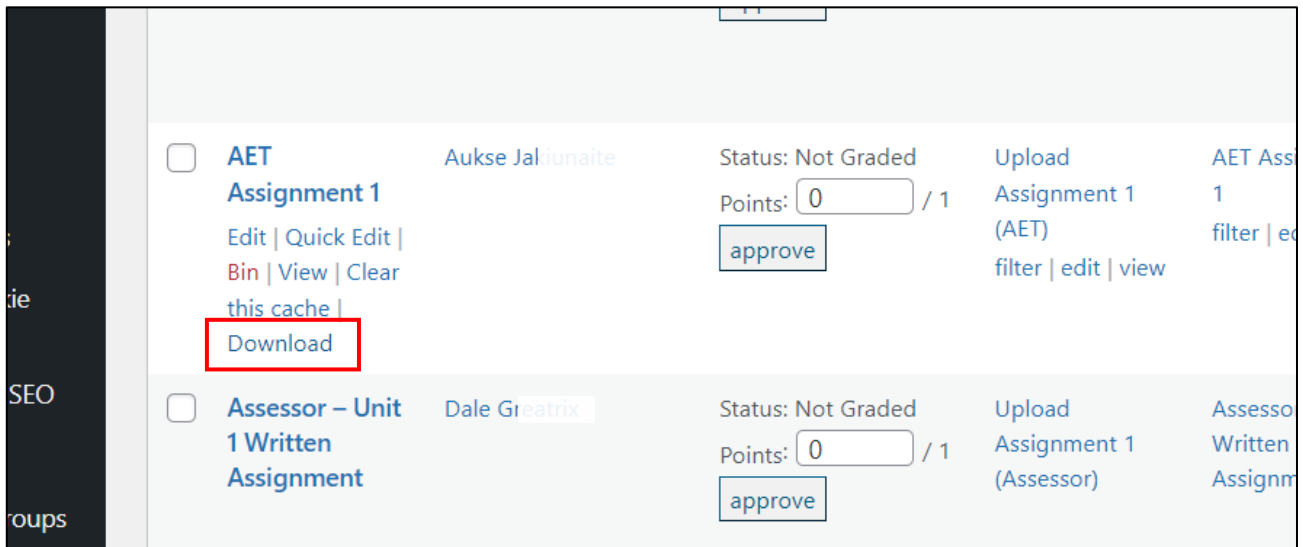 AET
Assignment 1
Edit | Quick Edit |
Bin | View | Clear
this cache |
Download
Aukse Jakiunaite
Status: Not Graded
Points: 0 / 1
approve
Upload
Assignment 1
(AET)
filter | edit | view
AET Assi
1
filter | ed
kie
SEO
roups
Assessor – Unit
1 Written
Assignment
Dale Greatrix
Status: Not Graded
Points: 0 / 1
approve
Upload
Assignment 1
(Assessor)
Assesso
Written
Assignm